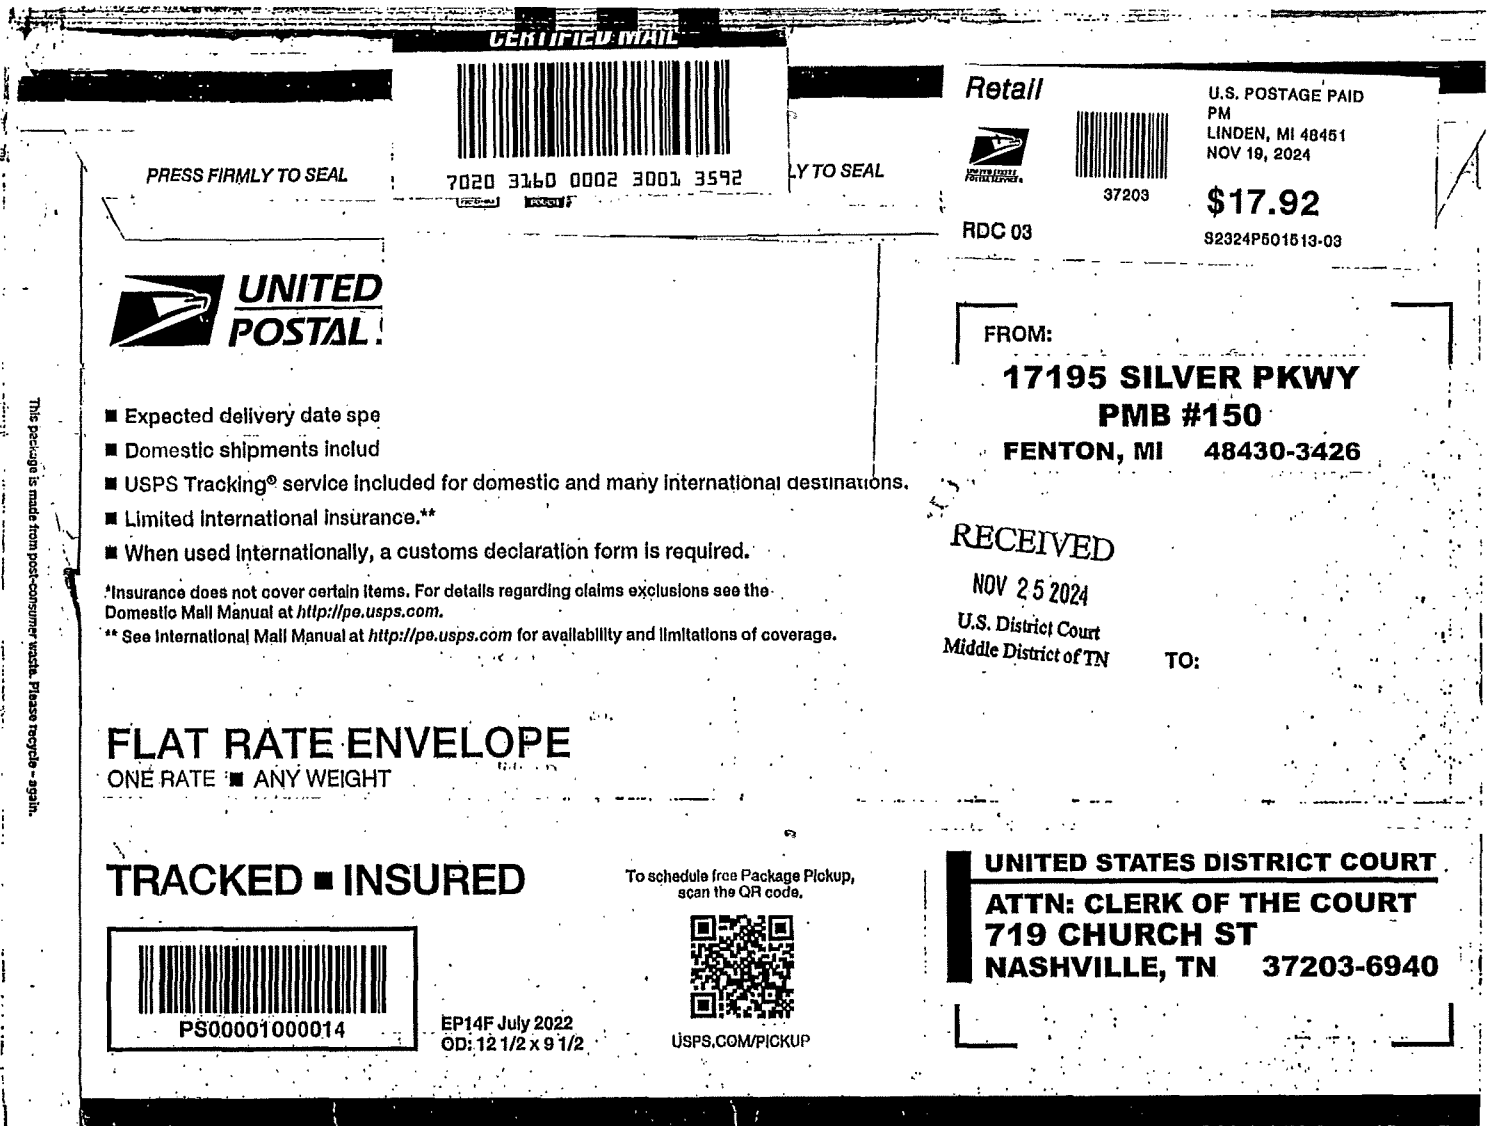 CERTIFIED MAIL
7020 3160 0002 3001 3592
PRESS FIRMLY TO SEAL
LY TO SEAL
Retail
UNITED STATES
POSTAL SERVICE®
RDC 03
37203
U.S. POSTAGE PAID
PM
LINDEN, MI 48451
NOV 19, 2024
$17.92
S2324P501513-03
UNITED
POSTAL
■ Expected delivery date spe
■ Domestic shipments includ
■ USPS Tracking® service included for domestic and many international destinations.
■ Limited international insurance.**
■ When used internationally, a customs declaration form is required.
*Insurance does not cover certain items. For details regarding claims exclusions see the
Domestic Mail Manual at http://pe.usps.com.
** See International Mail Manual at http://pe.usps.com for availability and limitations of coverage.
This package is made from post-consumer waste. Please recycle - again.
FROM:
17195 SILVER PKWY
PMB #150
FENTON, MI 48430-3426
RECEIVED
NOV 25 2024
U.S. District Court
Middle District of TN
TO:
FLAT RATE ENVELOPE
ONE RATE ■ ANY WEIGHT
TRACKED ■ INSURED
PS00001000014
EP14F July 2022
OD: 12 1/2 x 9 1/2
To schedule free Package Pickup,
scan the QR code.
USPS.COM/PICKUP
UNITED STATES DISTRICT COURT
ATTN: CLERK OF THE COURT
719 CHURCH ST
NASHVILLE, TN 37203-6940